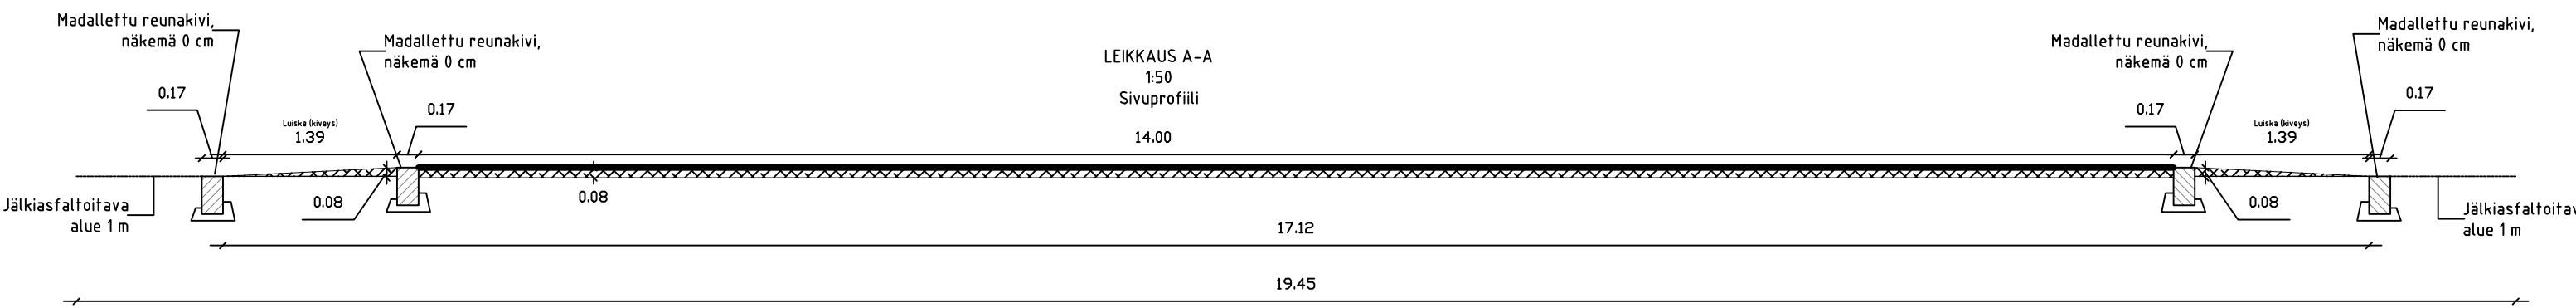 Madallettu reunakivi,
näkemä 0 cm
Madallettu reunakivi,
näkemä 0 cm
LEIKKAUS A-A
1:50
Sivuprofiili
Madallettu reunakivi,
näkemä 0 cm
Madallettu reunakivi,
näkemä 0 cm
0.17
Luiska (kiveys)
1.39
0.17
14.00
0.17
Luiska (kiveys)
1.39
0.17
Jälkiasfaltoitava
alue 1 m
0.08
0.08
0.08
Jälkiasfaltoitav
alue 1 m
17.12
19.45